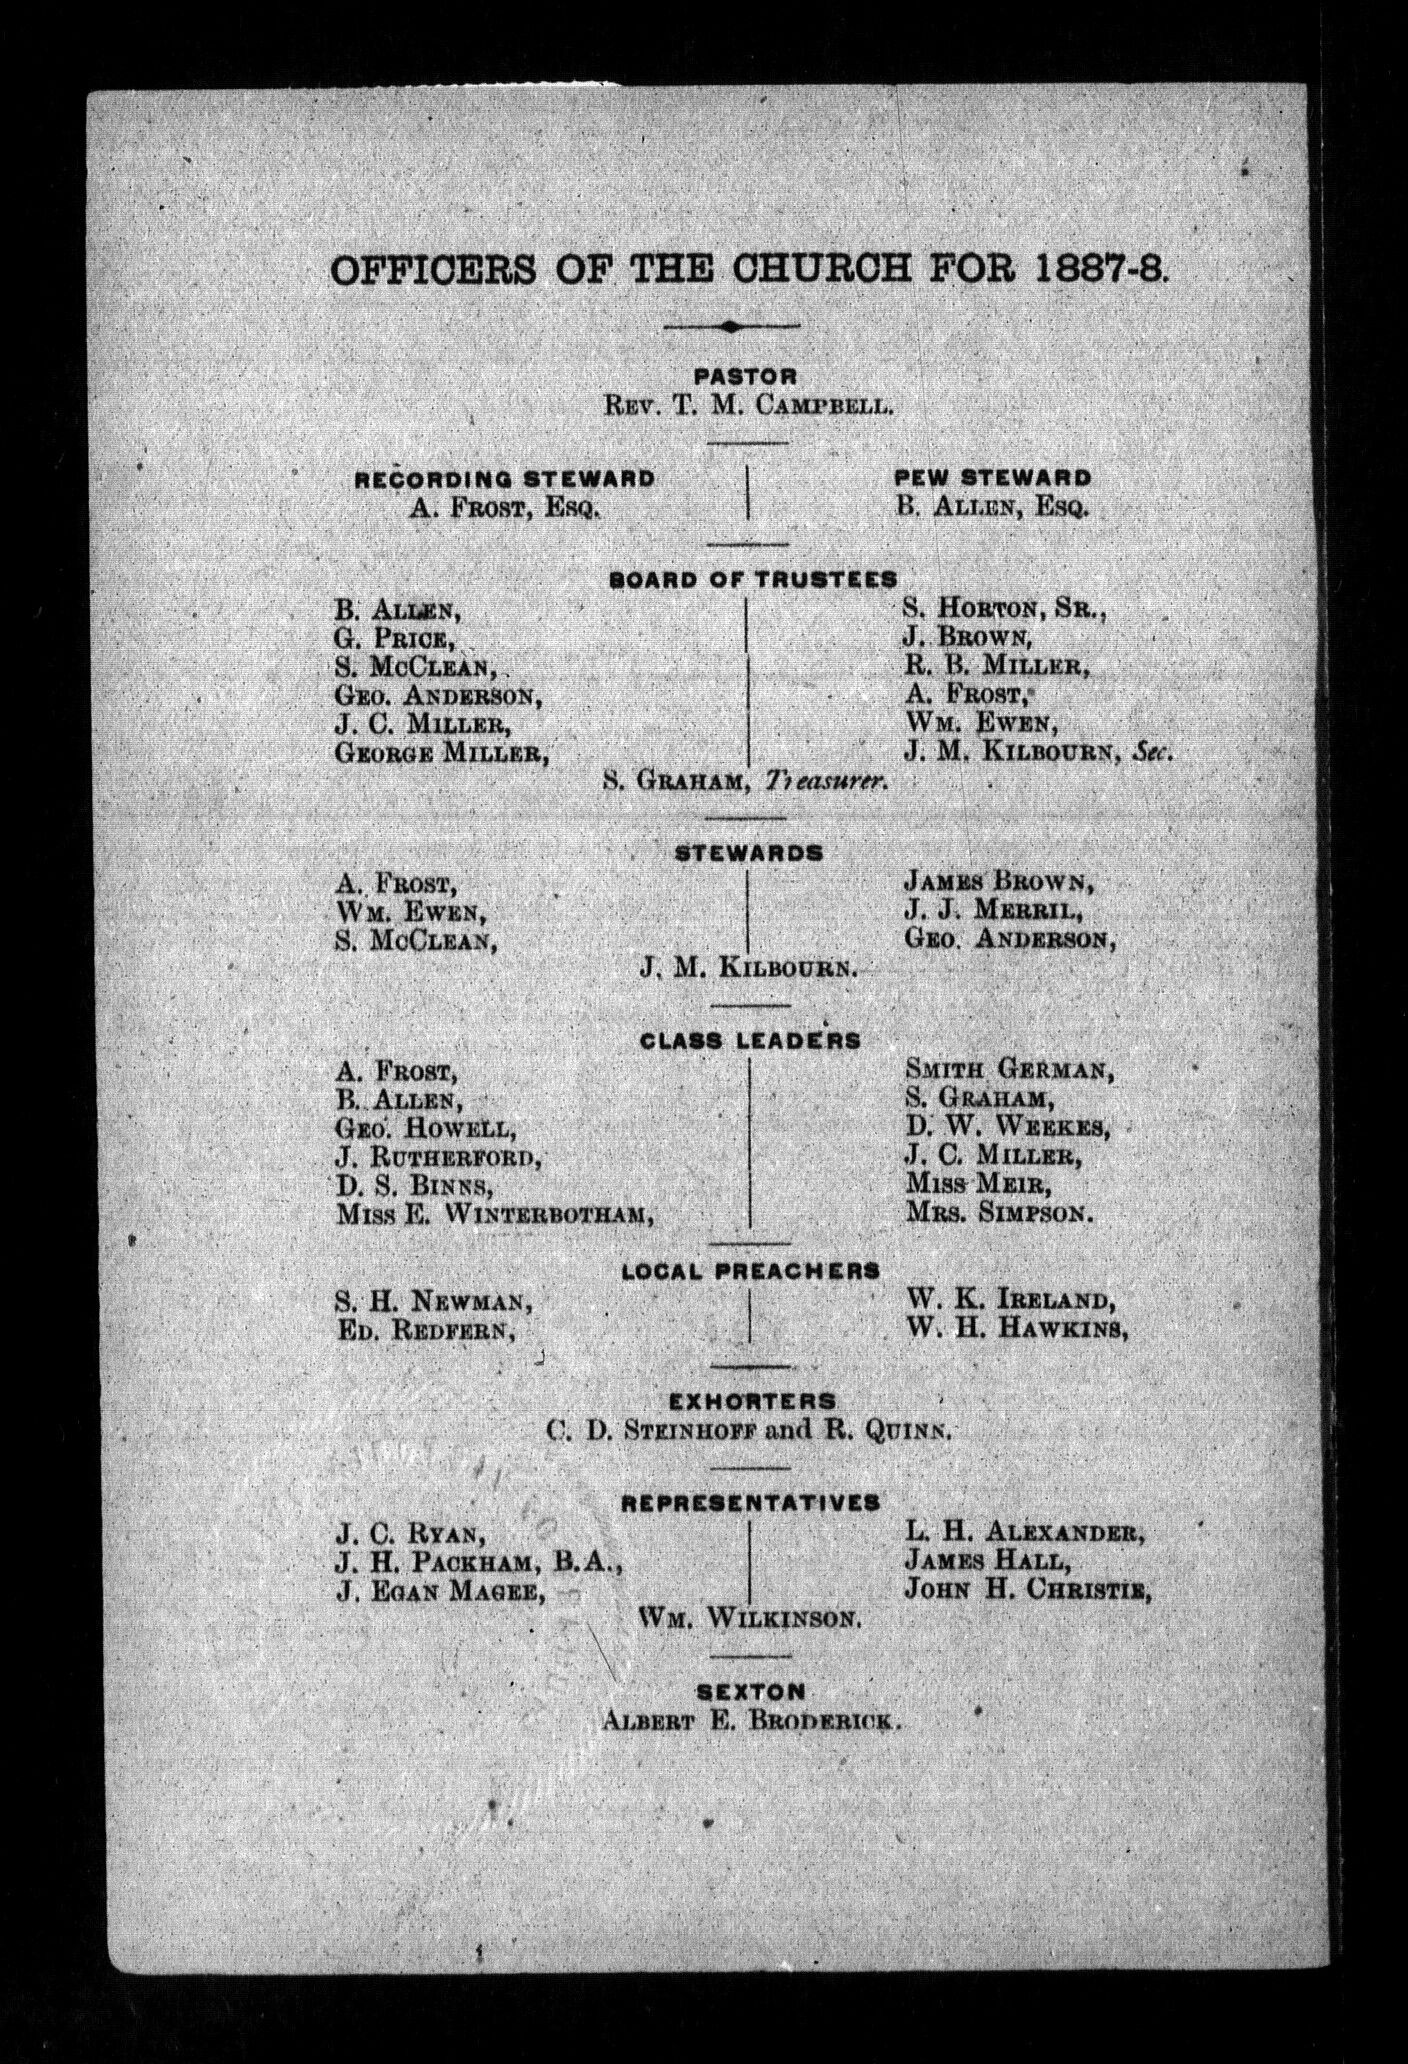 OFFICERS OF THE CHURCH FOR 1887-8.
PASTOR
REV. T. M. CAMPBELL.
RECORDING STEWARD
A. FROST, ESQ.
PEW STEWARD
B. ALLEN, ESQ.
BOARD OF TRUSTEES
B. ALLEN,
G. PRICE,
S. MCCLEAN,
GEO. ANDERSON,
J. C. MILLER,
GEORGE MILLER,
S. HORTON, SR.,
J. BROWN,
R. B. MILLER,
A. FROST,
WM. EWEN,
J. M. KILBOURN, Sec.
S. GRAHAM, Treasurer.
STEWARDS
A. FROST,
WM. EWEN,
S. MCCLEAN,
JAMES BROWN,
J. J. MERRIL,
GEO. ANDERSON,
J. M. KILBOURN.
CLASS LEADERS
A. FROST,
B. ALLEN,
GEO. HOWELL,
J. RUTHERFORD,
D. S. BINNS,
MISS E. WINTERBOTHAM,
SMITH GERMAN,
S. GRAHAM,
D. W. WEEKES,
J. C. MILLER,
MISS MEIR,
MRS. SIMPSON.
LOCAL PREACHERS
S. H. NEWMAN,
ED. REDFERN,
W. K. IRELAND,
W. H. HAWKINS,
EXHORTERS
C. D. STEINHOFF and R. QUINN.
REPRESENTATIVES
J. C. RYAN,
J. H. PACKHAM, B.A.,
J. EGAN MAGEE,
L. H. ALEXANDER,
JAMES HALL,
JOHN H. CHRISTIE,
WM. WILKINSON.
SEXTON
ALBERT E. BRODERICK.